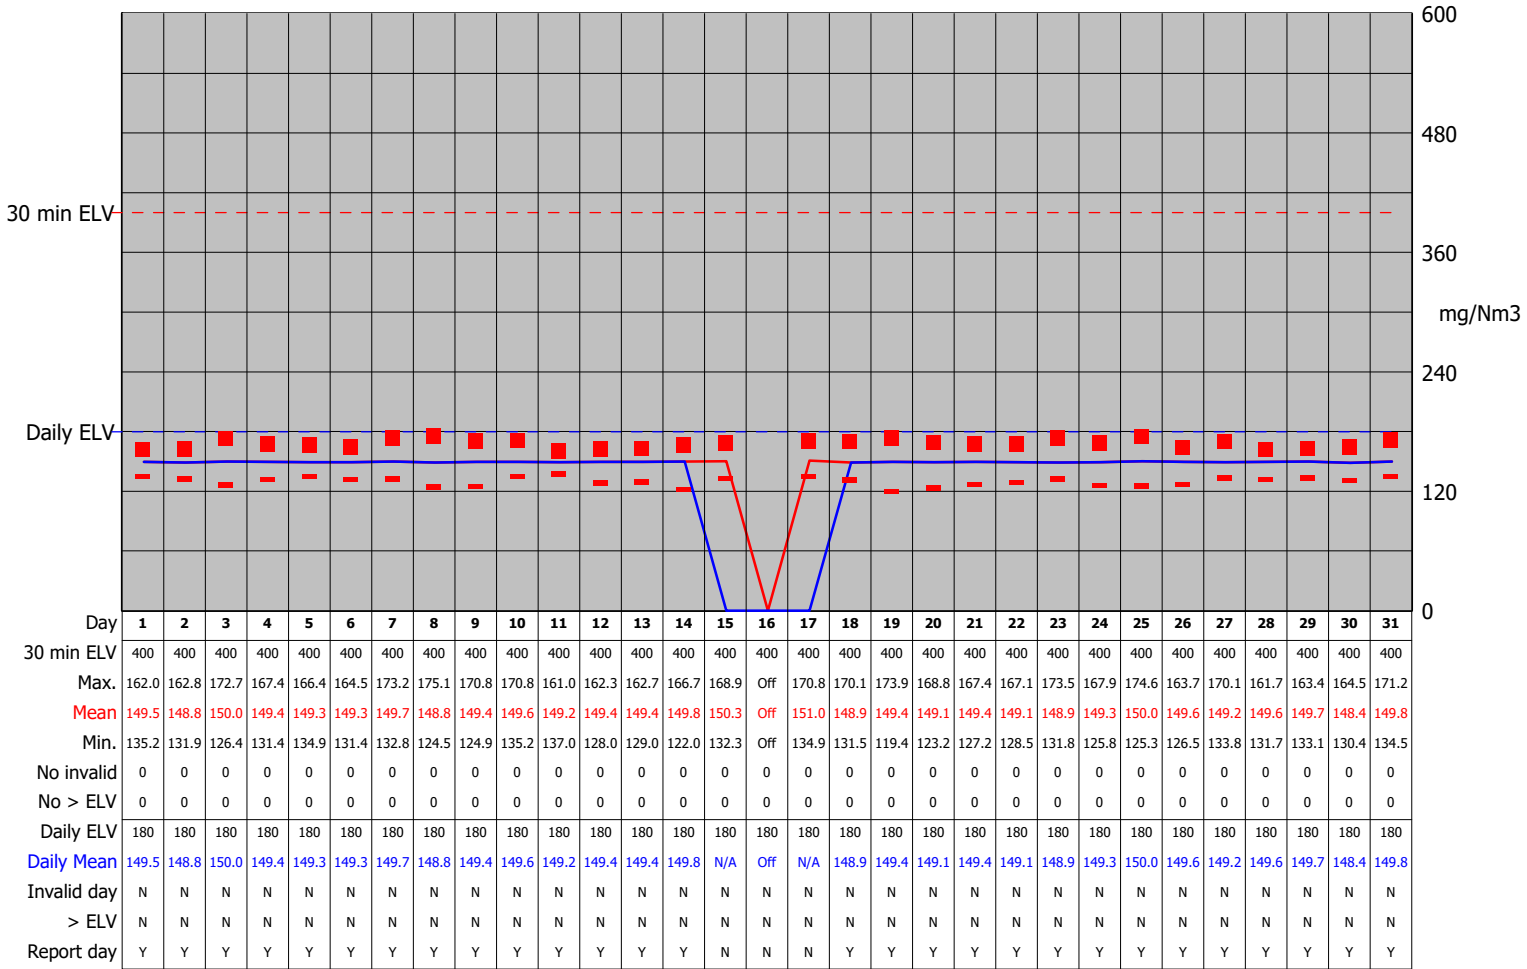 600
480
30 min ELV
360
mg/Nm3
240
Daily ELV
120
0
Day 1 2 3 4 5 6 7 8 9 10 11 12 13 14 15 16 17 18 19 20 21 22 23 24 25 26 27 28 29 30 31
30 min ELV 400 400 400 400 400 400 400 400 400 400 400 400 400 400 400 400 400 400 400 400 400 400 400 400 400 400 400 400 400 400 400
Max. 162.0 162.8 172.7 167.4 166.4 164.5 173.2 175.1 170.8 170.8 161.0 162.3 162.7 166.7 168.9 Off 170.8 170.1 173.9 168.8 167.4 167.1 173.5 167.9 174.6 163.7 170.1 161.7 163.4 164.5 171.2
Mean 149.5 148.8 150.0 149.4 149.3 149.3 149.7 148.8 149.4 149.6 149.2 149.4 149.4 149.8 150.3 Off 151.0 148.9 149.4 149.1 149.4 149.1 148.9 149.3 150.0 149.6 149.2 149.6 149.7 148.4 149.8
Min. 135.2 131.9 126.4 131.4 134.9 131.4 132.8 124.5 124.9 135.2 137.0 128.0 129.0 122.0 132.3 Off 134.9 131.5 119.4 123.2 127.2 128.5 131.8 125.8 125.3 126.5 133.8 131.7 133.1 130.4 134.5
No invalid 0 0 0 0 0 0 0 0 0 0 0 0 0 0 0 0 0 0 0 0 0 0 0 0 0 0 0 0 0 0 0
No > ELV 0 0 0 0 0 0 0 0 0 0 0 0 0 0 0 0 0 0 0 0 0 0 0 0 0 0 0 0 0 0 0
Daily ELV 180 180 180 180 180 180 180 180 180 180 180 180 180 180 180 180 180 180 180 180 180 180 180 180 180 180 180 180 180 180 180
Daily Mean 149.5 148.8 150.0 149.4 149.3 149.3 149.7 148.8 149.4 149.6 149.2 149.4 149.4 149.8 N/A Off N/A 148.9 149.4 149.1 149.4 149.1 148.9 149.3 150.0 149.6 149.2 149.6 149.7 148.4 149.8
Invalid day N N N N N N N N N N N N N N N N N N N N N N N N N N N N N N N
> ELV N N N N N N N N N N N N N N N N N N N N N N N N N N N N N N N
Report day Y Y Y Y Y Y Y Y Y Y Y Y Y Y N N N Y Y Y Y Y Y Y Y Y Y Y Y Y Y